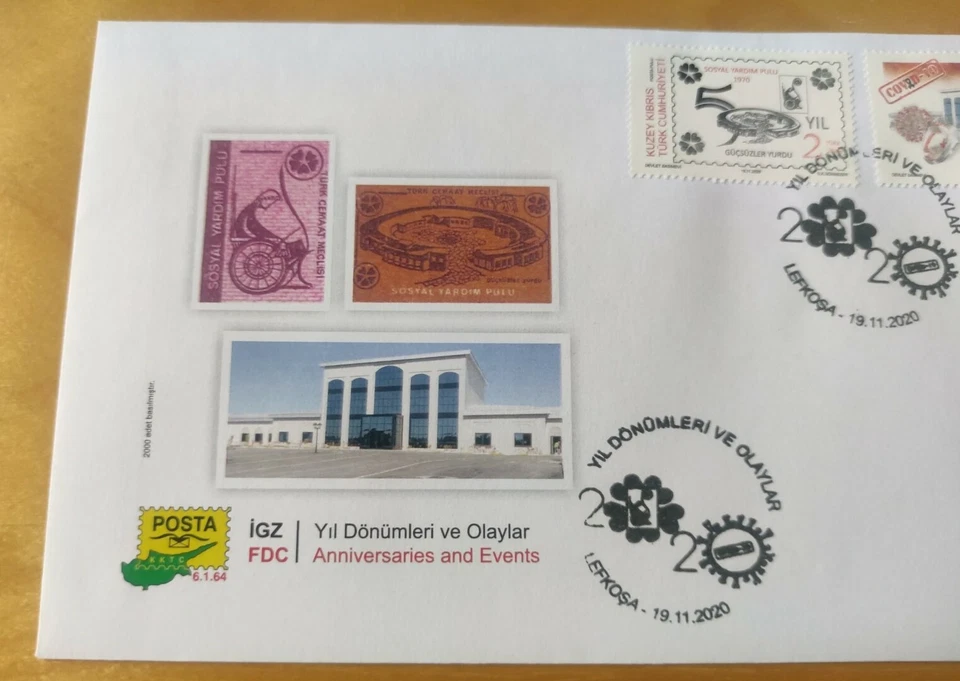 SOSYAL YARDIM PULU
TÜRK CEMAAT MECLİSİ
TÜRK CEMAAT MECLİSİ
SOSYAL YARDIM PULU
2000 adet basılmıştır.
POSTA
KKTC
6.1.64
İGZ
FDC
Yıl Dönümleri ve Olaylar
Anniversaries and Events
KUZEY KIBRIS
TÜRK CUMHURİYETİ
SOSYAL YARDIM PULU
1970
5
YIL
2
GÜÇSÜZLER YURDU
YIL DÖNÜMLERİ VE OLAYLAR
2020
LEFKOŞA - 19.11.2020
YIL DÖNÜMLERİ VE OLAYLAR
2020
LEFKOŞA - 19.11.2020